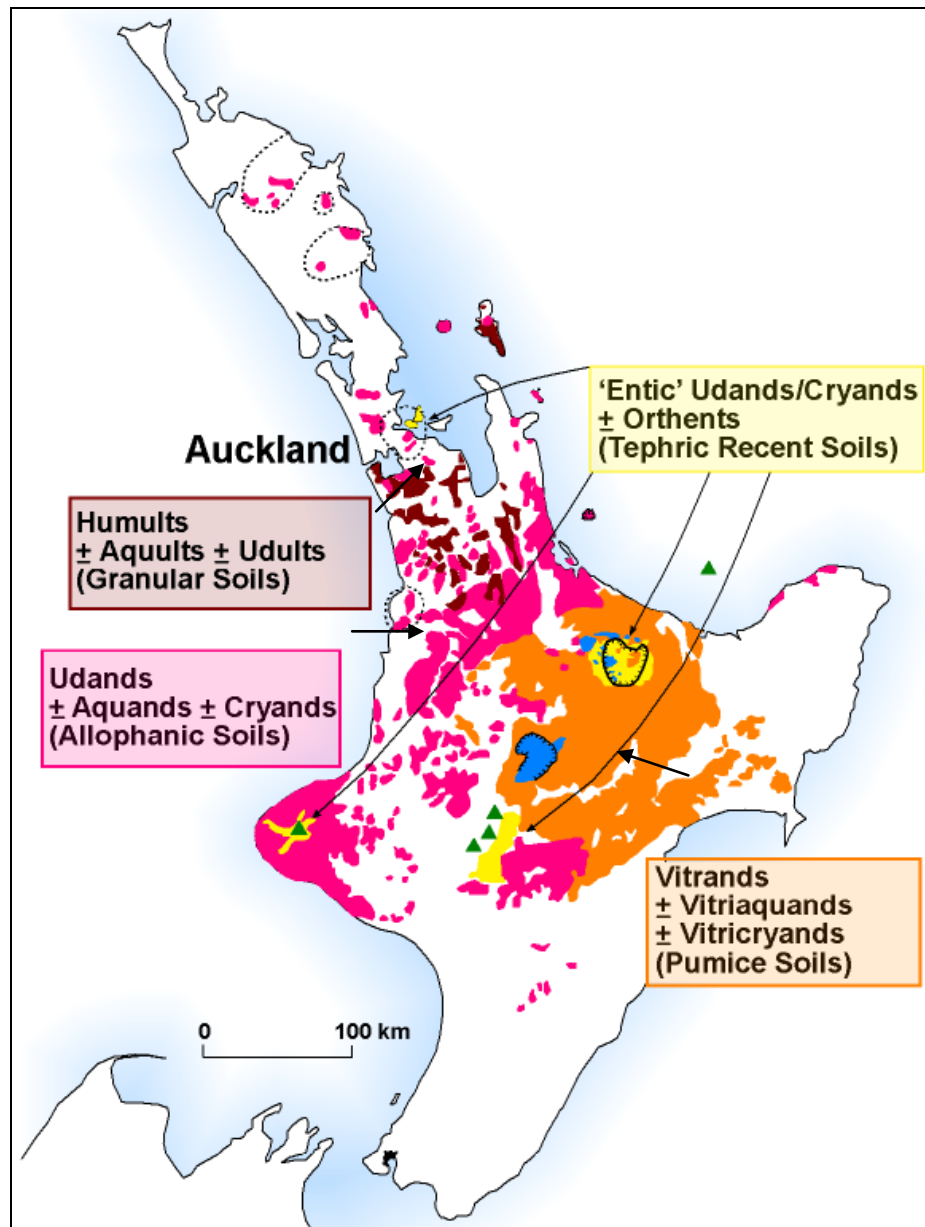 ‘Entic’ Udands/Cryands
± Orthents
(Tephric Recent Soils)
Auckland
Humults
± Aquults ± Udults
(Granular Soils)
Udands
± Aquands ± Cryands
(Allophanic Soils)
Vitrands
± Vitriaquands
± Vitricryands
(Pumice Soils)
0 100 km